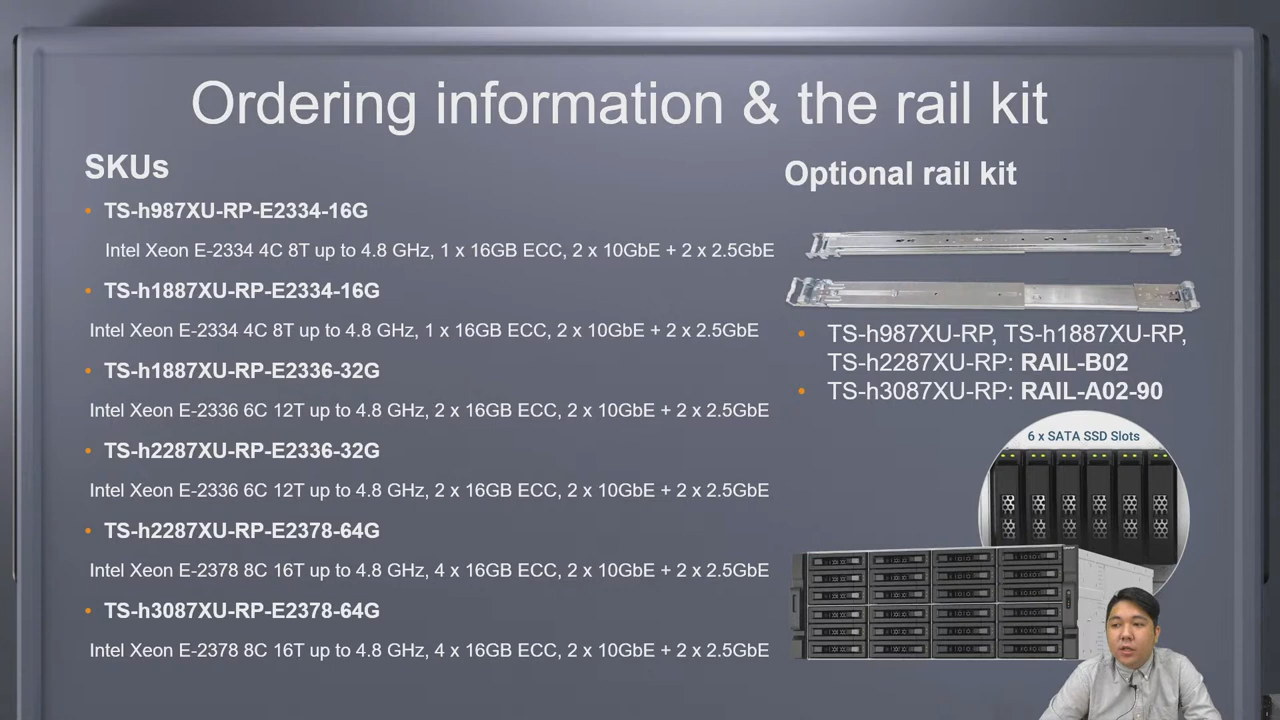 Ordering information & the rail kit
SKUs
• TS-h987XU-RP-E2334-16G
Intel Xeon E-2334 4C 8T up to 4.8 GHz, 1 x 16GB ECC, 2 x 10GbE + 2 x 2.5GbE
• TS-h1887XU-RP-E2334-16G
Intel Xeon E-2334 4C 8T up to 4.8 GHz, 1 x 16GB ECC, 2 x 10GbE + 2 x 2.5GbE
• TS-h1887XU-RP-E2336-32G
Intel Xeon E-2336 6C 12T up to 4.8 GHz, 2 x 16GB ECC, 2 x 10GbE + 2 x 2.5GbE
• TS-h2287XU-RP-E2336-32G
Intel Xeon E-2336 6C 12T up to 4.8 GHz, 2 x 16GB ECC, 2 x 10GbE + 2 x 2.5GbE
• TS-h2287XU-RP-E2378-64G
Intel Xeon E-2378 8C 16T up to 4.8 GHz, 4 x 16GB ECC, 2 x 10GbE + 2 x 2.5GbE
• TS-h3087XU-RP-E2378-64G
Intel Xeon E-2378 8C 16T up to 4.8 GHz, 4 x 16GB ECC, 2 x 10GbE + 2 x 2.5GbE
Optional rail kit
• TS-h987XU-RP, TS-h1887XU-RP,
TS-h2287XU-RP: RAIL-B02
• TS-h3087XU-RP: RAIL-A02-90
6 x SATA SSD Slots